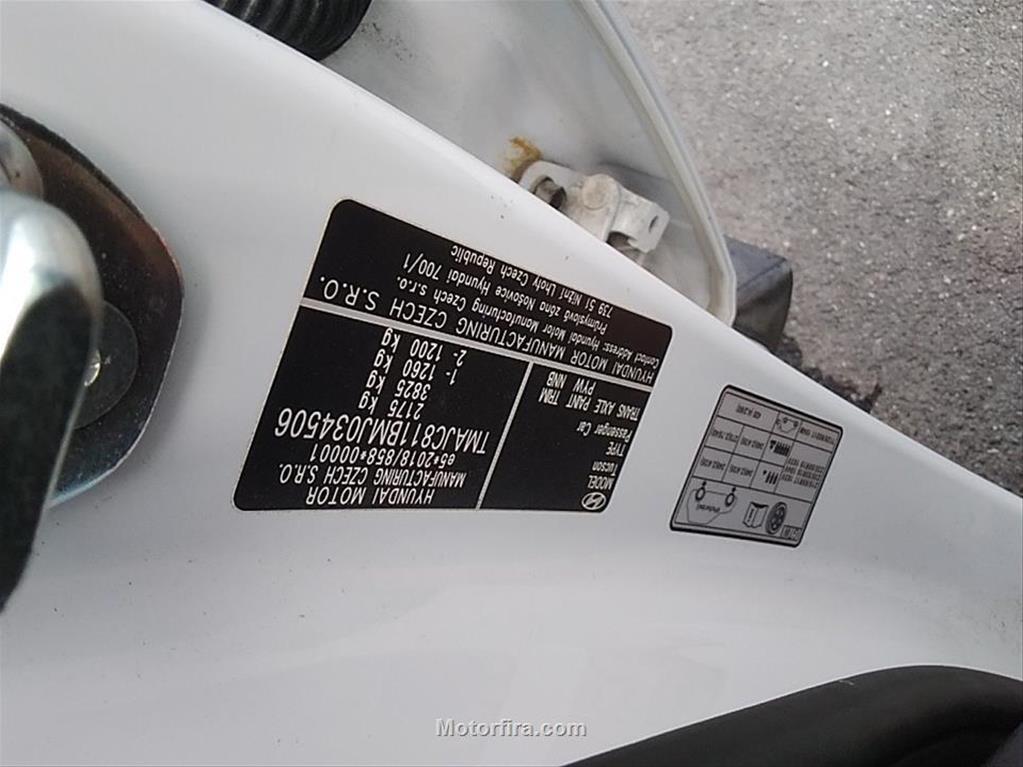 HYUNDAI MOTOR
MANUFACTURING CZECH S.R.O.
e5*2018/858*00001
TMAJC811BMJ034506
2175 kg
3825 kg
1- 1260 kg
2- 1200 kg
MODEL
Tucson
TYPE
Passenger Car
TRANS AXLE PAINT TRIM
PYW NNB
HYUNDAI MOTOR MANUFACTURING CZECH S.R.O.
Contact Address: Hyundai Motor Manufacturing Czech s.r.o.
Průmyslová zóna Nošovice Hyundai 700/1
739 51 Nižní Lhoty Czech Republic
Motorfira.com